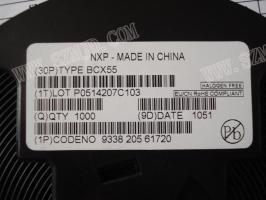 NXP - MADE IN CHINA
(30P)TYPE BCX55
HALOGEN FREE
(1T)LOT P0514207C103
EU/CN RoHS COMPLIANT
(Q)QTY 1000
(9D)DATE 1051
Pb
(1P)CODENO 9338 205 61720